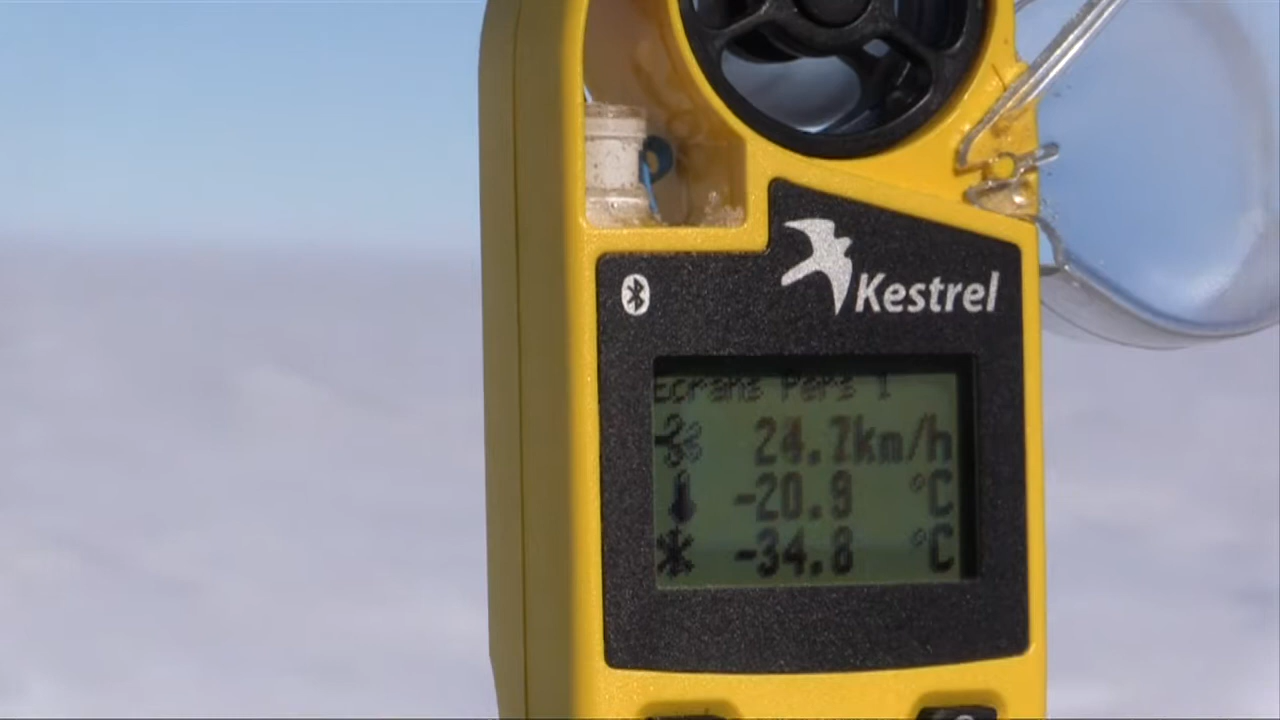 Kestrel
Ecrans Pers 1
24.7km/h
-20.9 °C
-34.8 °C